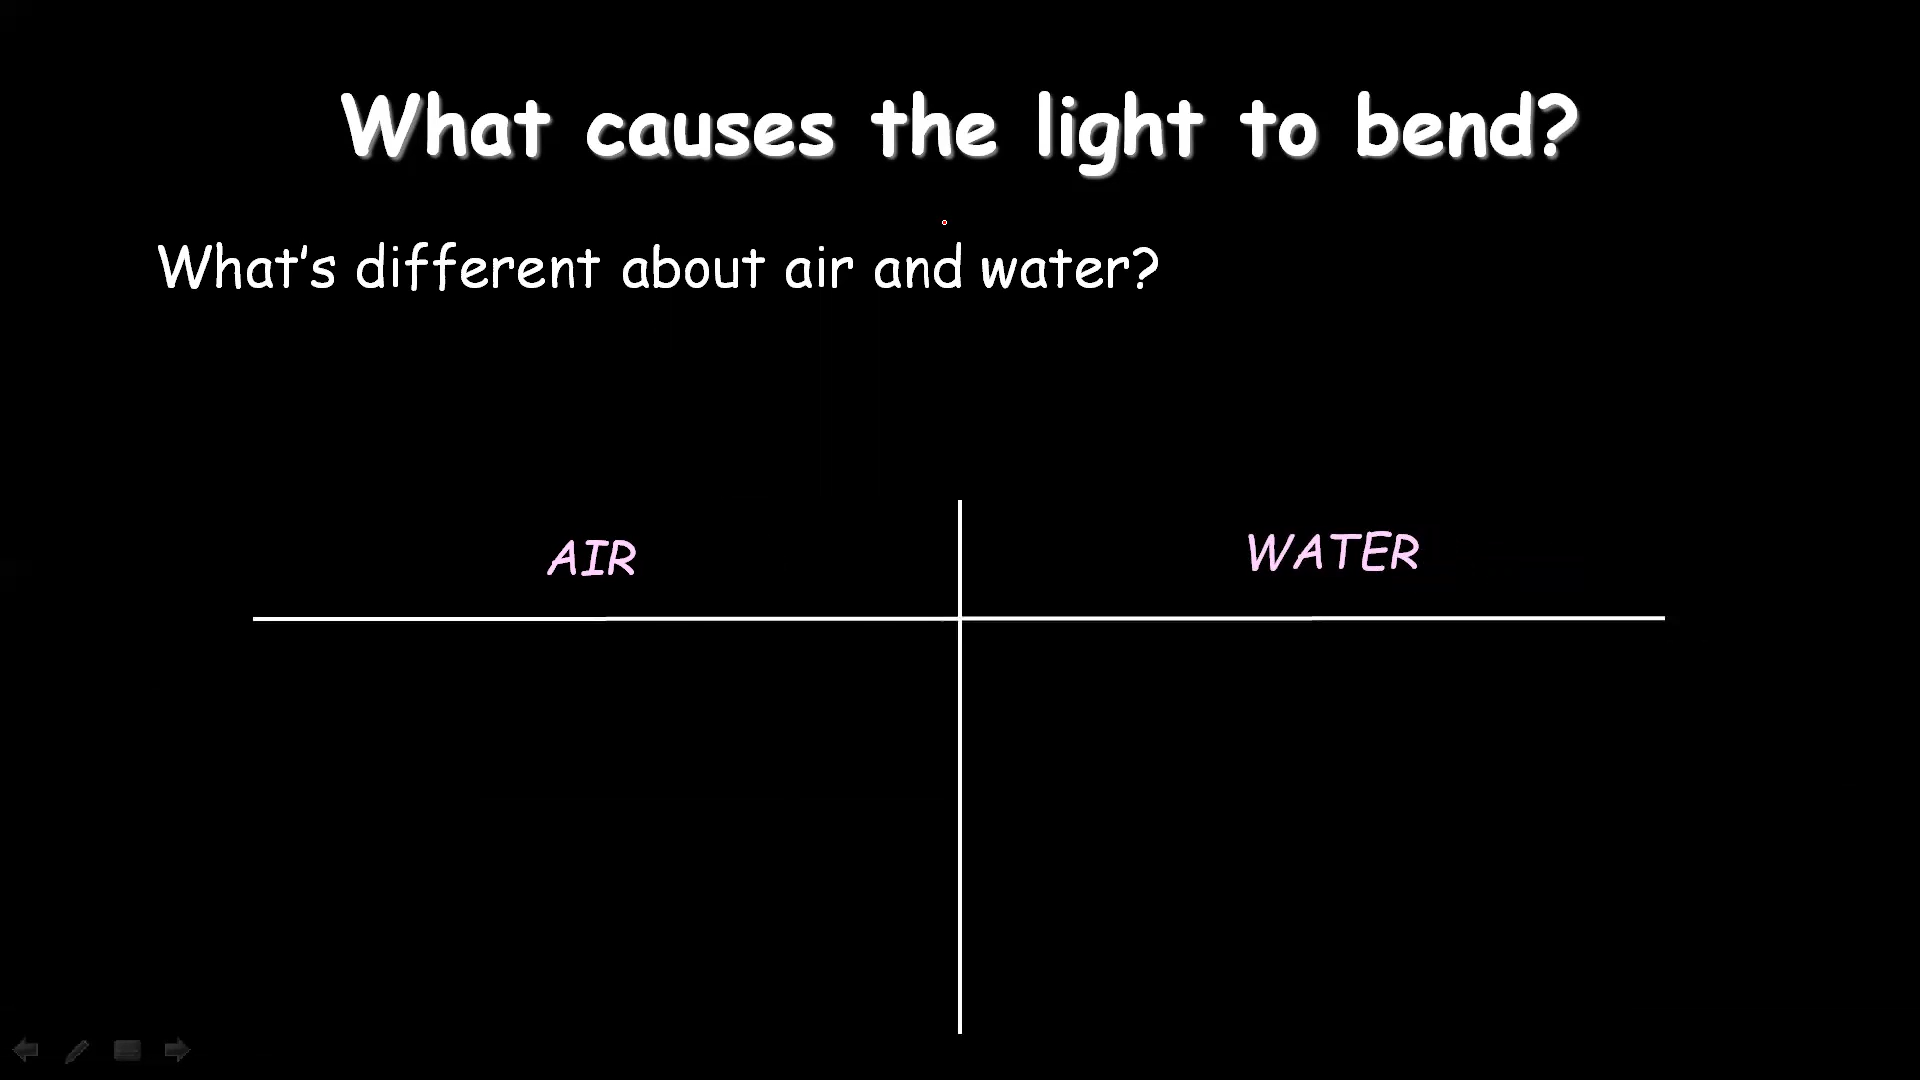 What causes the light to bend?
What's different about air and water?
AIR
WATER